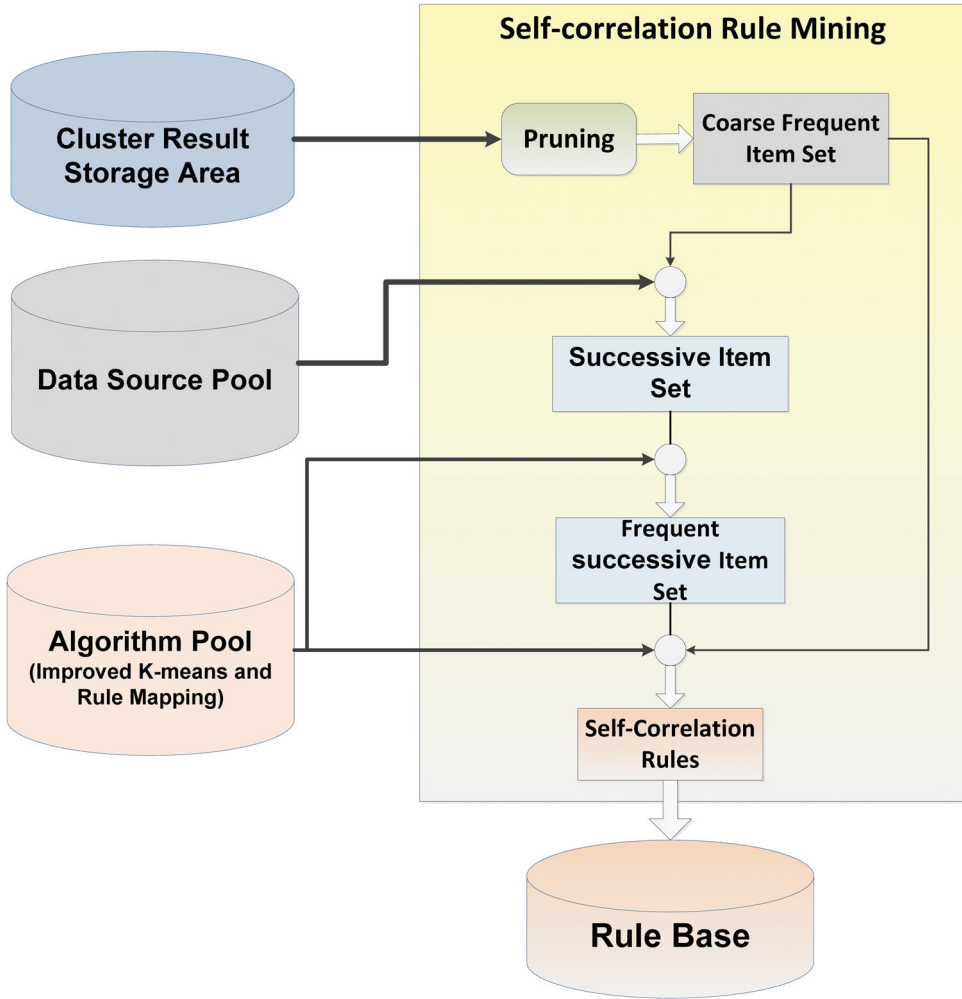 Self-correlation Rule Mining
Cluster Result
Storage Area
Pruning
Coarse Frequent
Item Set
Data Source Pool
Successive Item
Set
Frequent
successive Item
Set
Algorithm Pool
(Improved K-means and
Rule Mapping)
Self-Correlation
Rules
Rule Base